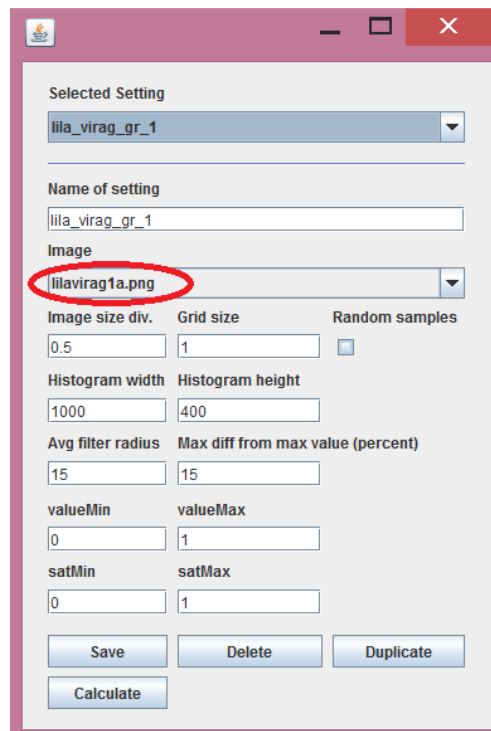 Selected Setting
lila_virag_gr_1
Name of setting
lila_virag_gr_1
Image
lilavirag1a.png
Image size div. Grid size Random samples
0.5 1
Histogram width Histogram height
1000 400
Avg filter radius Max diff from max value (percent)
15 15
valueMin valueMax
0 1
satMin satMax
0 1
Save Delete Duplicate
Calculate